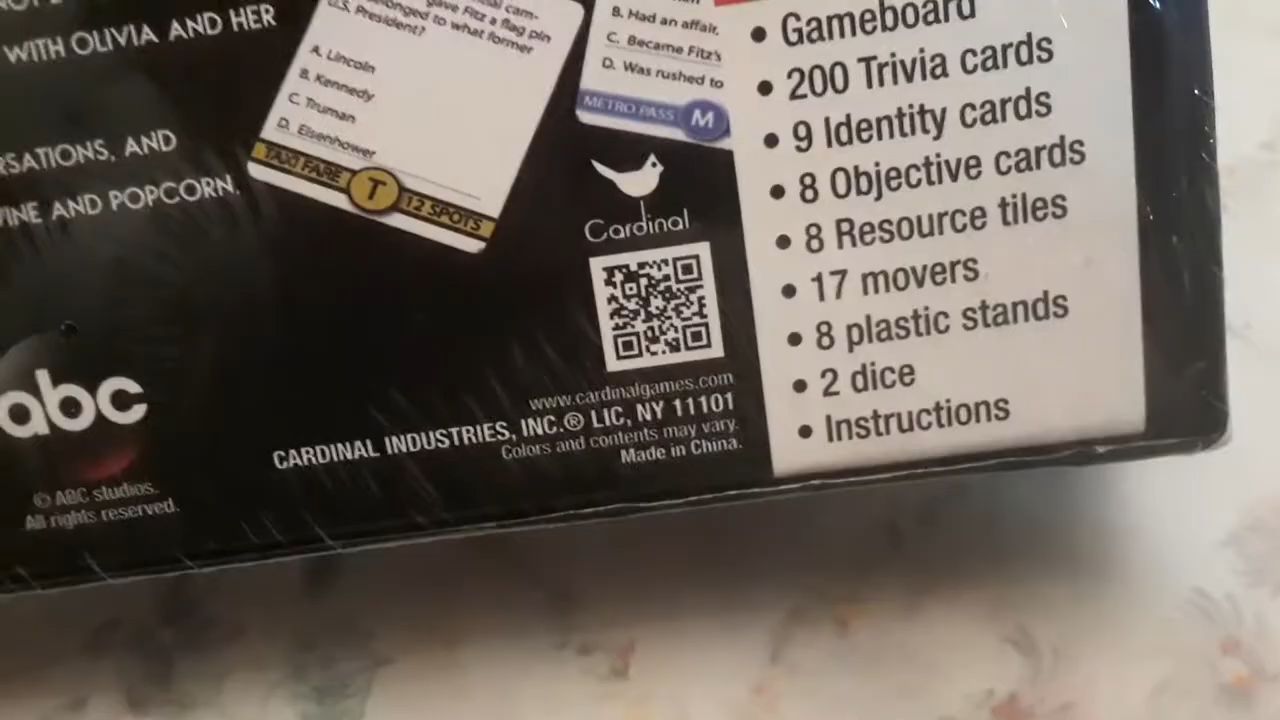 WITH OLIVIA AND HER
AND
AND POPCORN.
abc
© ABC studios.
All rights reserved.
gave Fitz a flag pin
to what former
U.S. President?
A. Lincoln
B. Kennedy
C. Truman
D. Eisenhower
TAXI FARE T 12 SPOTS
B. Had an affair,
C. Became Fitz's
D. Was rushed to
METRO PASS M
Cardinal
www.cardinalgames.com
CARDINAL INDUSTRIES, INC.® LIC, NY 11101
Colors and contents may vary.
Made in China.
• Gameboard
• 200 Trivia cards
• 9 Identity cards
• 8 Objective cards
• 8 Resource tiles
• 17 movers
• 8 plastic stands
• 2 dice
• Instructions